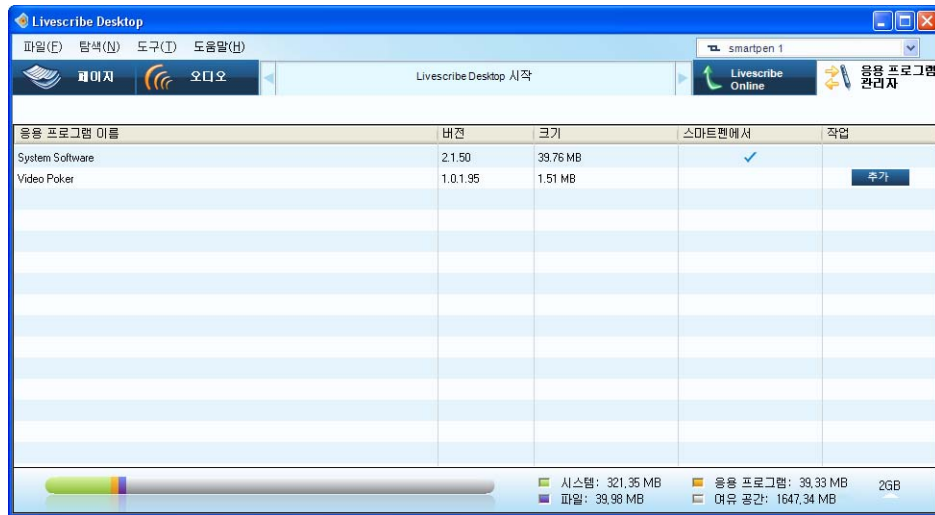 Livescribe Desktop
파일(F) 탐색(N) 도구(T) 도움말(H)
smartpen 1
페이지 오디오 Livescribe Desktop 시작 Livescribe Online 응용 프로그램 관리자
응용 프로그램 이름 버전 크기 스마트펜에서 작업
System Software 2.1.50 39.76 MB
Video Poker 1.0.1.95 1.51 MB 추가
시스템: 321,35 MB 응용 프로그램: 39,33 MB 2GB
파일: 39,98 MB 여유 공간: 1647,34 MB